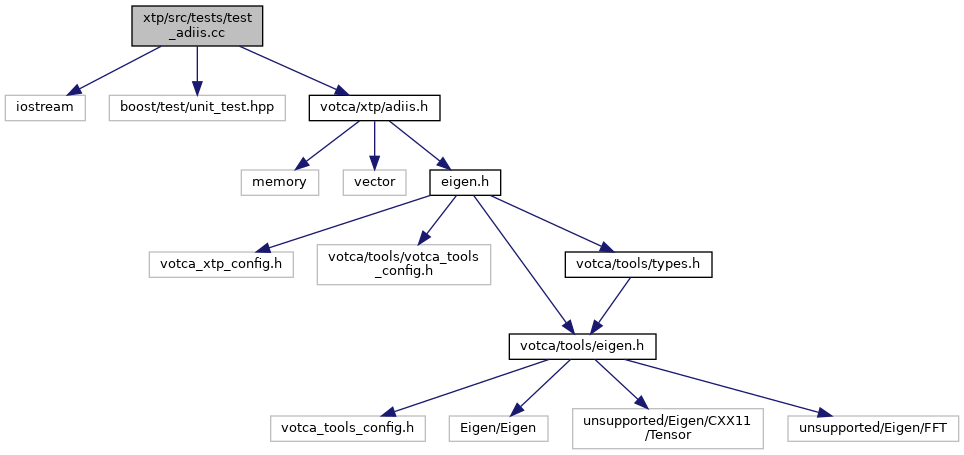 xtp/src/tests/test
_adiis.cc
iostream
boost/test/unit_test.hpp
votca/xtp/adiis.h
memory
vector
eigen.h
votca_xtp_config.h
votca/tools/votca_tools
_config.h
votca/tools/types.h
votca/tools/eigen.h
votca_tools_config.h
Eigen/Eigen
unsupported/Eigen/CXX11
/Tensor
unsupported/Eigen/FFT